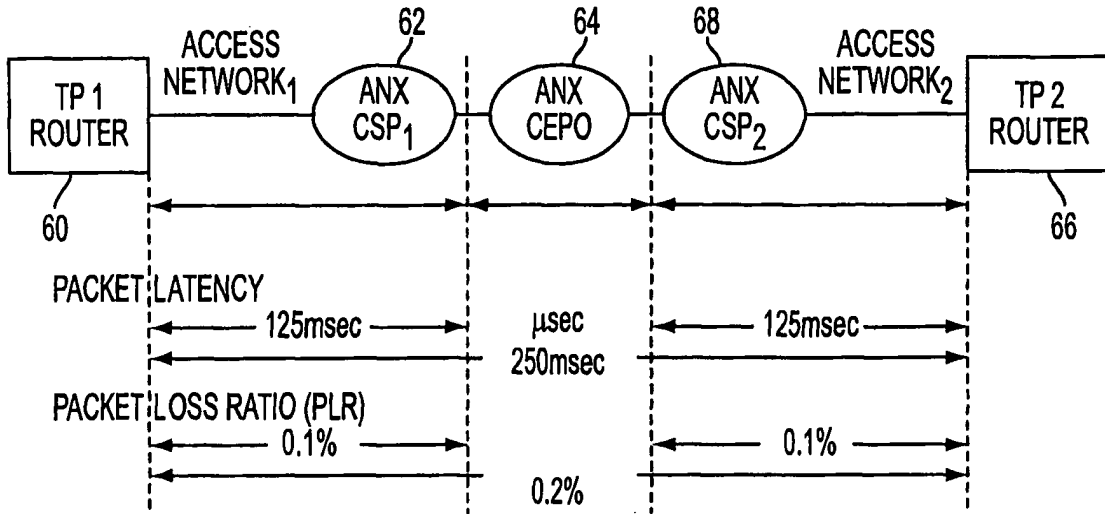 62
64
68
ACCESS
NETWORK1
ACCESS
NETWORK2
TP 1
ROUTER
ANX
CSP1
ANX
CEPO
ANX
CSP2
TP 2
ROUTER
60
66
PACKET LATENCY
125msec
µsec
125msec
250msec
PACKET LOSS RATIO (PLR)
0.1%
0.1%
0.2%